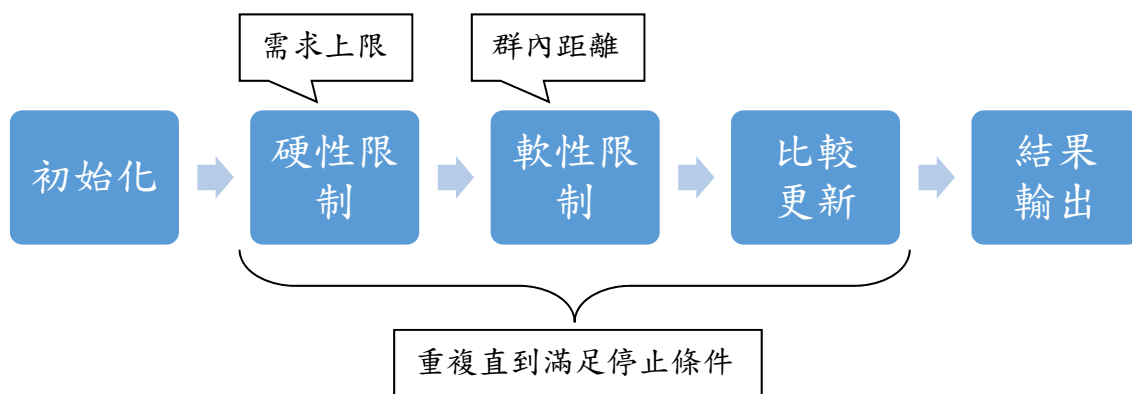 需求上限
群內距離
初始化
硬性限
制
軟性限
制
比較
更新
結果
輸出
重複直到滿足停止條件